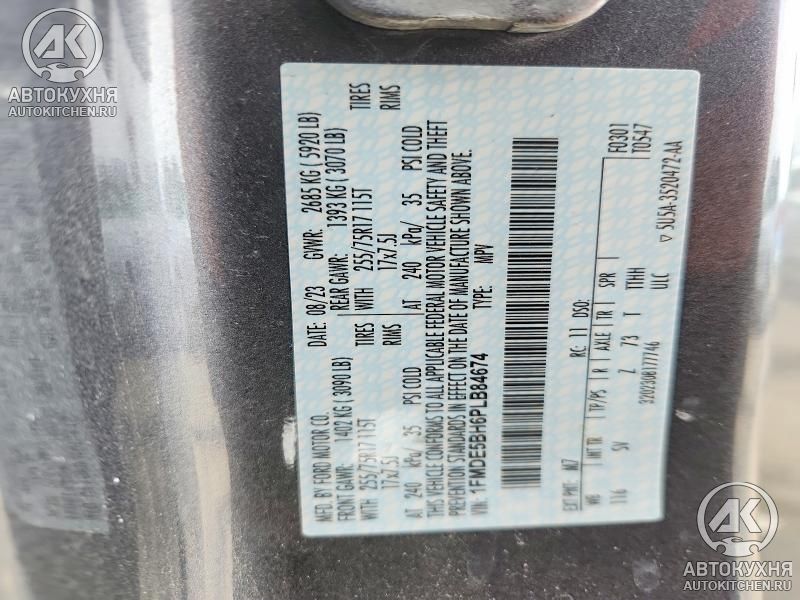 AK
АВТОКУХНЯ
AUTOKITCHEN.RU
MFD. BY FORD MOTOR CO. DATE: 08/23 GVWR: 2685 KG ( 5920 LB)
FRONT GAWR: 1402 KG ( 3090 LB) REAR GAWR: 1393 KG ( 3070 LB)
WITH 255/75R17 115T TIRES WITH 255/75R17 115T TIRES
17x7.5J RIMS 17x7.5J RIMS
AT 240 kPa/ 35 PSI COLD AT 240 kPa/ 35 PSI COLD
THIS VEHICLE CONFORMS TO ALL APPLICABLE FEDERAL MOTOR VEHICLE SAFETY AND THEFT
PREVENTION STANDARDS IN EFFECT ON THE DATE OF MANUFACTURE SHOWN ABOVE.
VIN: 1FMDE5BH6PLB84674 TYPE: MPV
F0301
T0547
EXT PNT: M7 RC: 11 DSO:
WB INT TR TP/PS R AXLE TR SPR
116 SV Z 73 T TTHH
3202308177746 ULC
▽ 5U5A-3520472-AA
AK
АВТОКУХНЯ
AUTOKITCHEN.RU